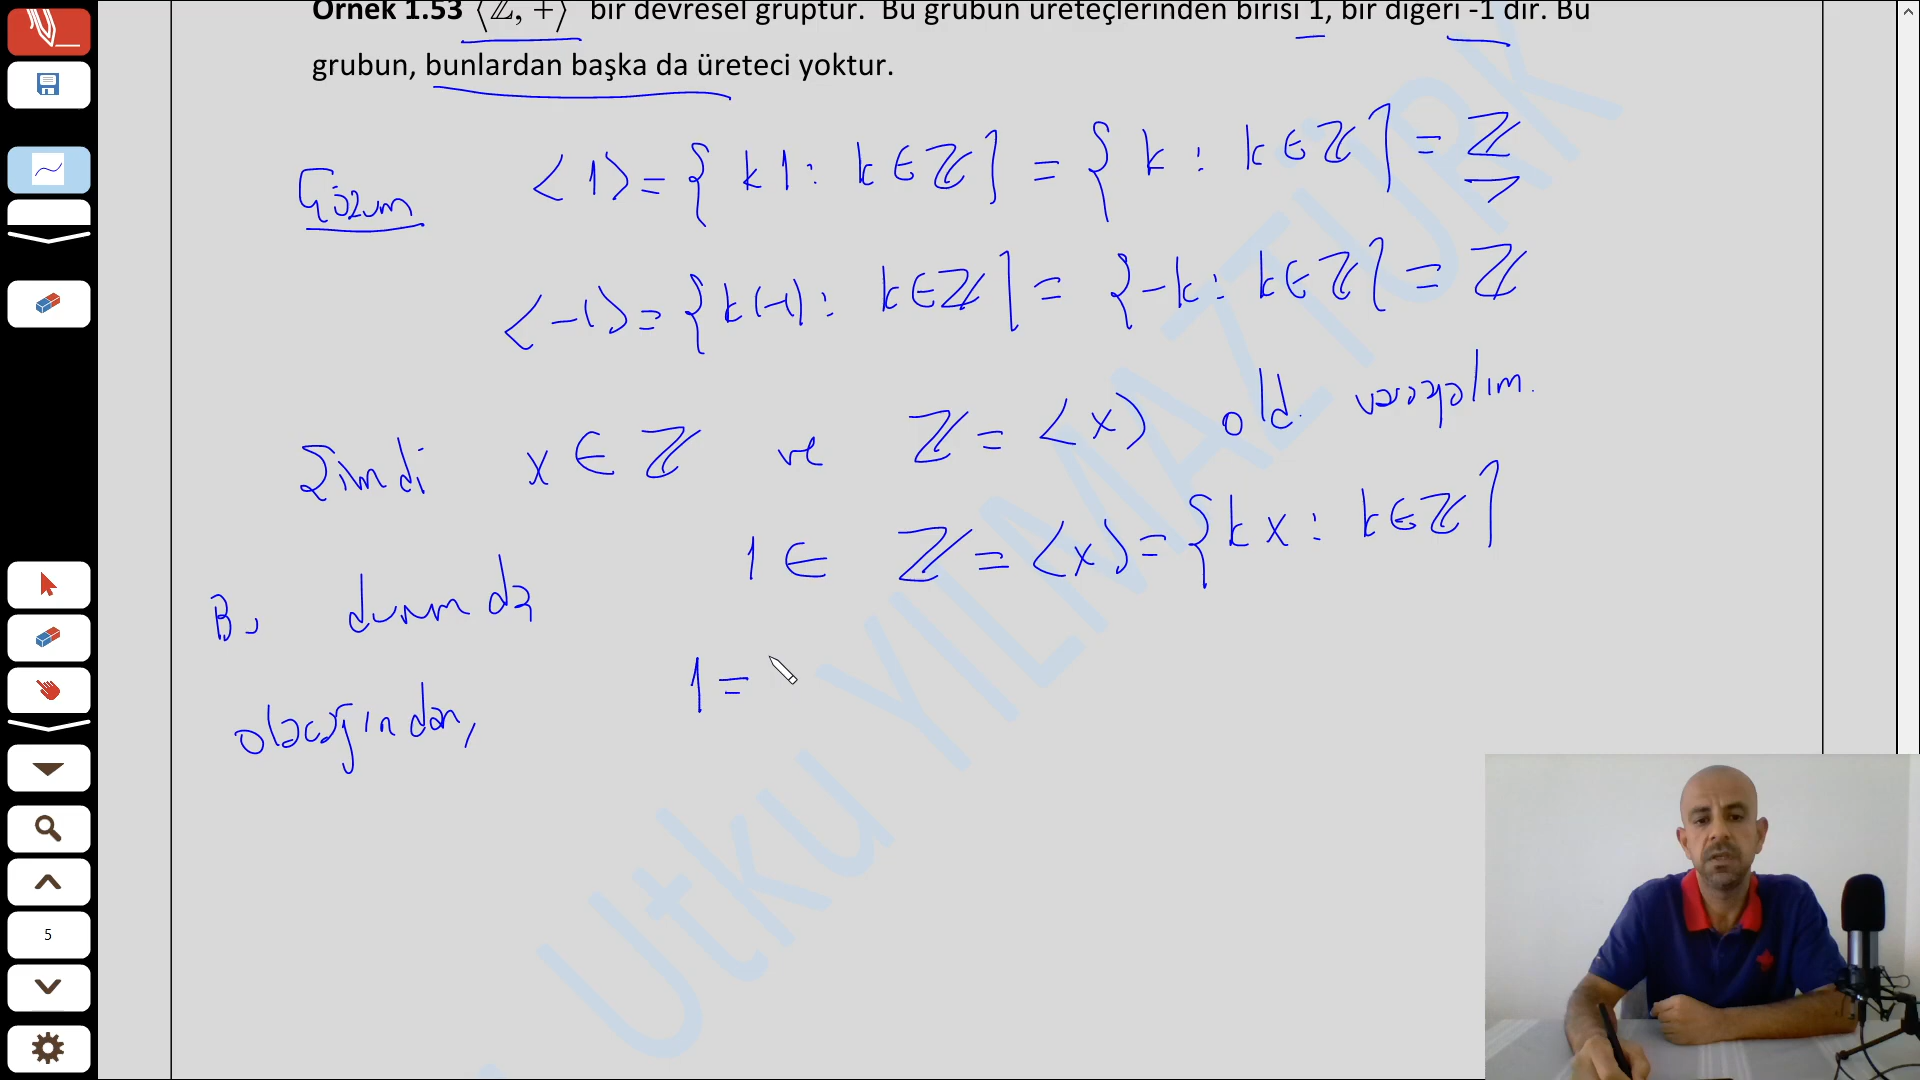 Örnek 1.53 ⟨ℤ, +⟩ bir devresel gruptur. Bu grubun üreteçlerinden birisi 1, bir diğeri -1 dir. Bu
grubun, bunlardan başka da üreteci yoktur.
Çözüm <1> = { k1 : k ∈ ℤ } = { k : k ∈ ℤ } = ℤ
<-1> = { k(-1) : k ∈ ℤ } = { -k : k ∈ ℤ } = ℤ
Şimdi x ∈ ℤ ve ℤ = <x> old. varsayalım.
Bu durumda 1 ∈ ℤ = <x> = { kx : k ∈ ℤ }
olacağından, 1 =
Utku YILMAZTÜRK
5